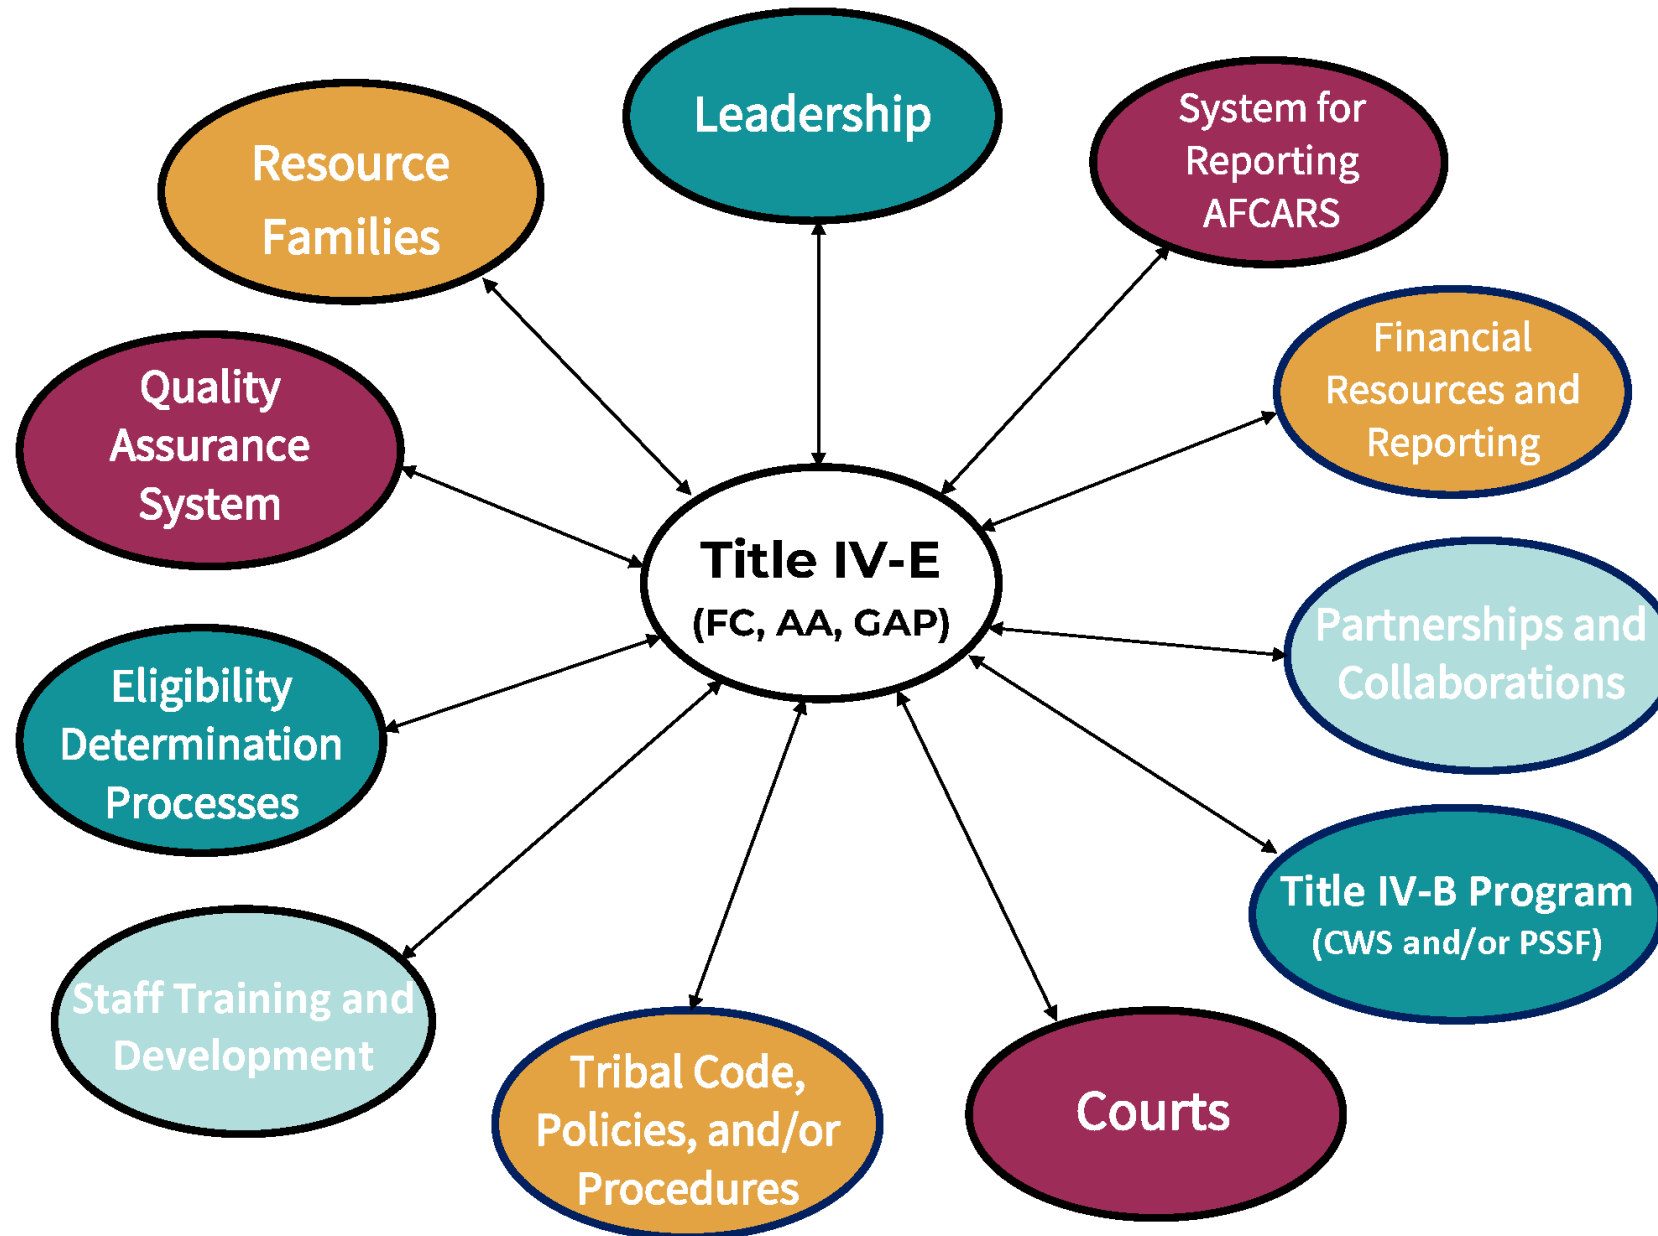 Leadership
System for
Reporting
AFCARS
Resource
Families
Financial
Resources and
Reporting
Quality
Assurance
System
Title IV-E
(FC, AA, GAP)
Partnerships and
Collaborations
Eligibility
Determination
Processes
Title IV-B Program
(CWS and/or PSSF)
Staff Training and
Development
Tribal Code,
Policies, and/or
Procedures
Courts